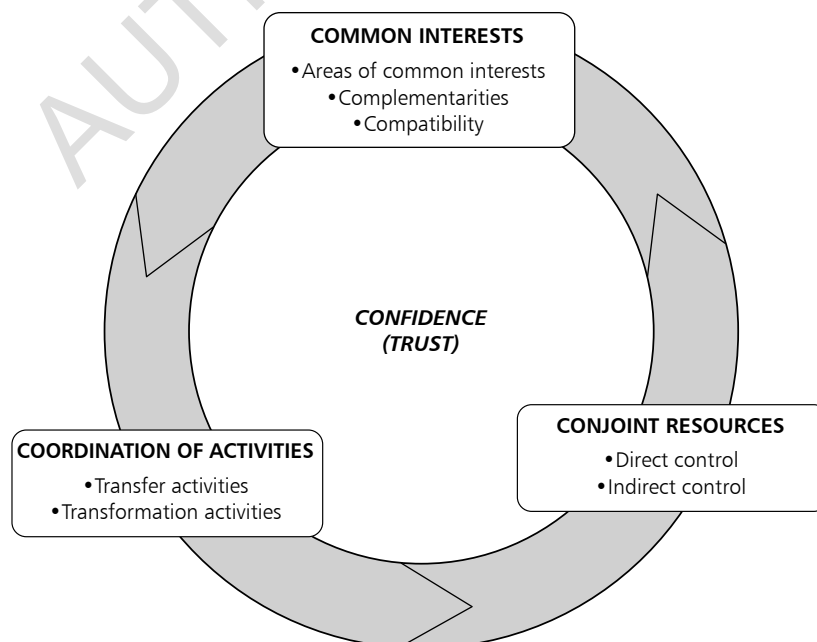 AUT
COMMON INTERESTS
•Areas of common interests
•Complementarities
•Compatibility
CONFIDENCE
(TRUST)
COORDINATION OF ACTIVITIES
•Transfer activities
•Transformation activities
CONJOINT RESOURCES
•Direct control
•Indirect control